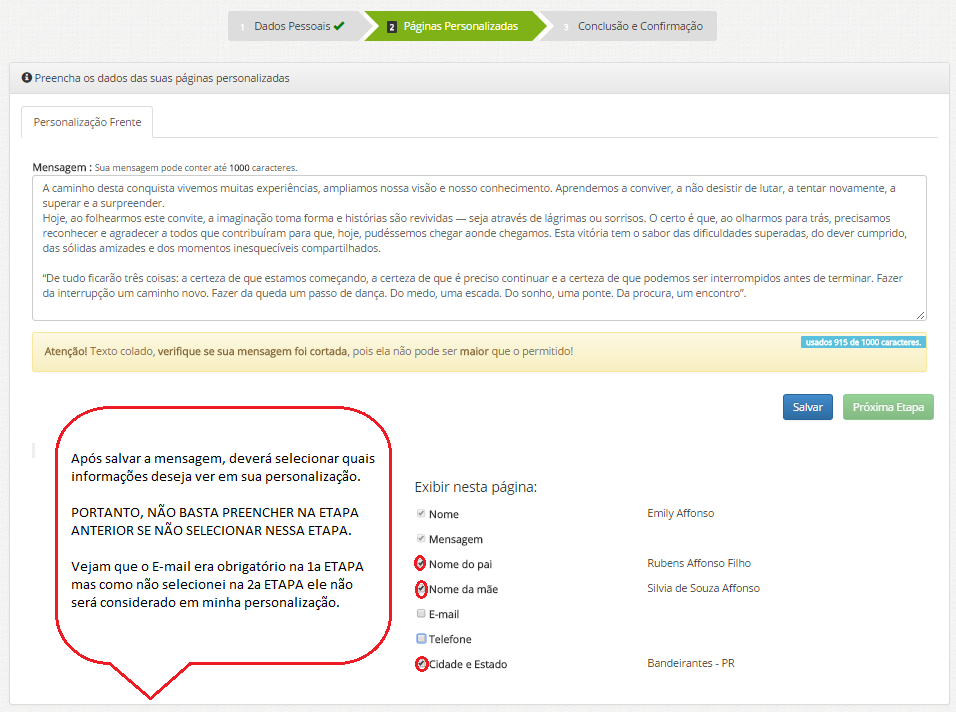 1 Dados Pessoais
2 Páginas Personalizadas
3 Conclusão e Confirmação
Preencha os dados das suas páginas personalizadas
Personalização Frente
Mensagem : Sua mensagem pode conter até 1000 caracteres.
A caminho desta conquista vivemos muitas experiências, ampliamos nossa visão e nosso conhecimento. Aprendemos a conviver, a não desistir de lutar, a tentar novamente, a
superar e a surpreender.
Hoje, ao folhearmos este convite, a imaginação toma forma e histórias são revividas — seja através de lágrimas ou sorrisos. O certo é que, ao olharmos para trás, precisamos
reconhecer e agradecer a todos que contribuíram para que, hoje, pudéssemos chegar aonde chegamos. Esta vitória tem o sabor das dificuldades superadas, do dever cumprido,
das sólidas amizades e dos momentos inesquecíveis compartilhados.
“De tudo ficarão três coisas: a certeza de que estamos começando, a certeza de que é preciso continuar e a certeza de que podemos ser interrompidos antes de terminar. Fazer
da interrupção um caminho novo. Fazer da queda um passo de dança. Do medo, uma escada. Do sonho, uma ponte. Da procura, um encontro”.
Atenção! Texto colado, verifique se sua mensagem foi cortada, pois ela não pode ser maior que o permitido!
usados 915 de 1000 caracteres.
Salvar
Próxima Etapa
Após salvar a mensagem, deverá selecionar quais
informações deseja ver em sua personalização.
PORTANTO, NÃO BASTA PREENCHER NA ETAPA
ANTERIOR SE NÃO SELECIONAR NESSA ETAPA.
Vejam que o E-mail era obrigatório na 1a ETAPA
mas como não selecionei na 2a ETAPA ele não
será considerado em minha personalização.
Exibir nesta página:
Nome Emily Affonso
Mensagem
Nome do pai Rubens Affonso Filho
Nome da mãe Silvia de Souza Affonso
E-mail
Telefone
Cidade e Estado Bandeirantes - PR